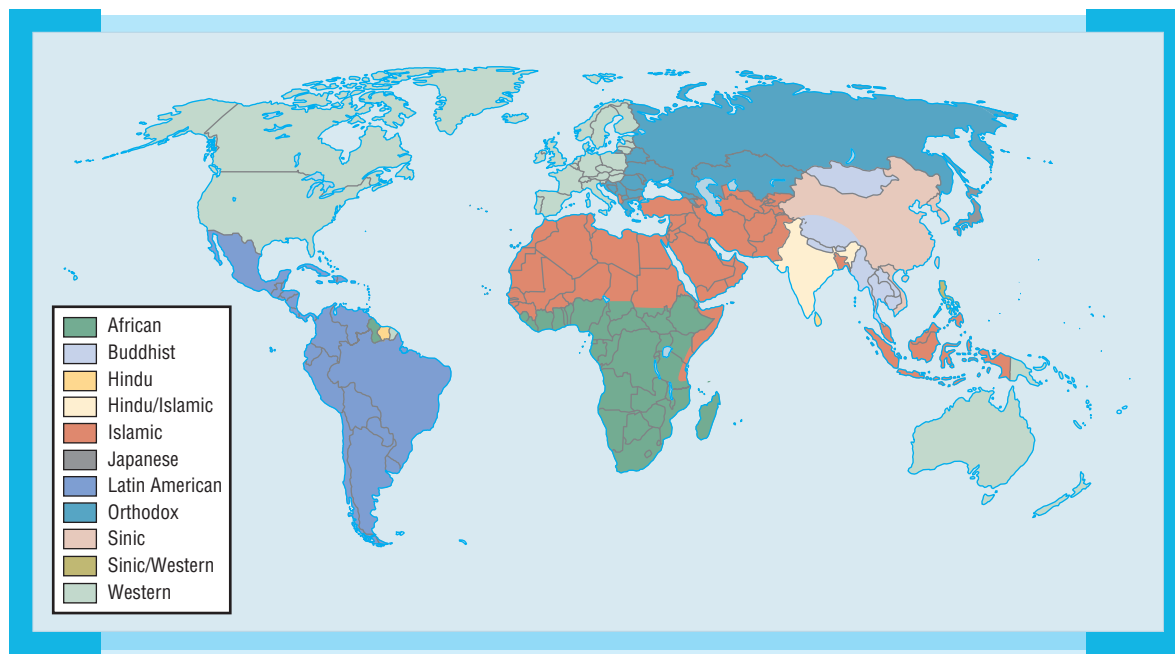 African
Buddhist
Hindu
Hindu/Islamic
Islamic
Japanese
Latin American
Orthodox
Sinic
Sinic/Western
Western